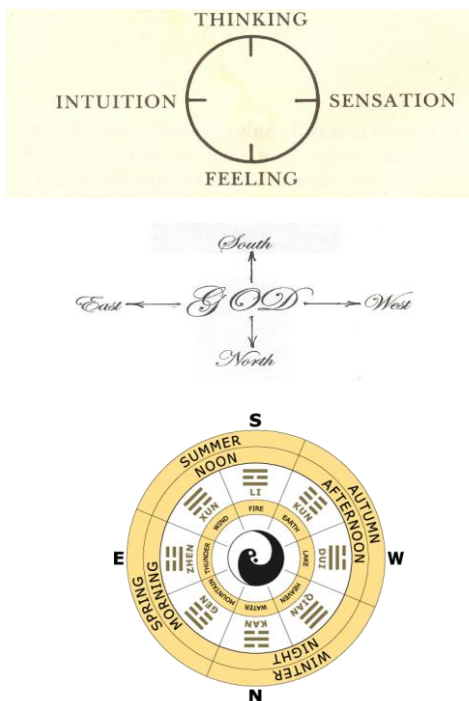 THINKING
INTUITION SENSATION
FEELING
South
East GOD West
North
S
SUMMER
NOON
AUTUMN
AFTERNOON
LI
XUN
KUN
FIRE
WIND
EARTH
E
ZHEN
THUNDER
LAKE
DUI
W
SPRING
MORNING
MOUNTAIN
HEAVEN
WATER
GEN
QIAN
KAN
NIGHT
WINTER
N